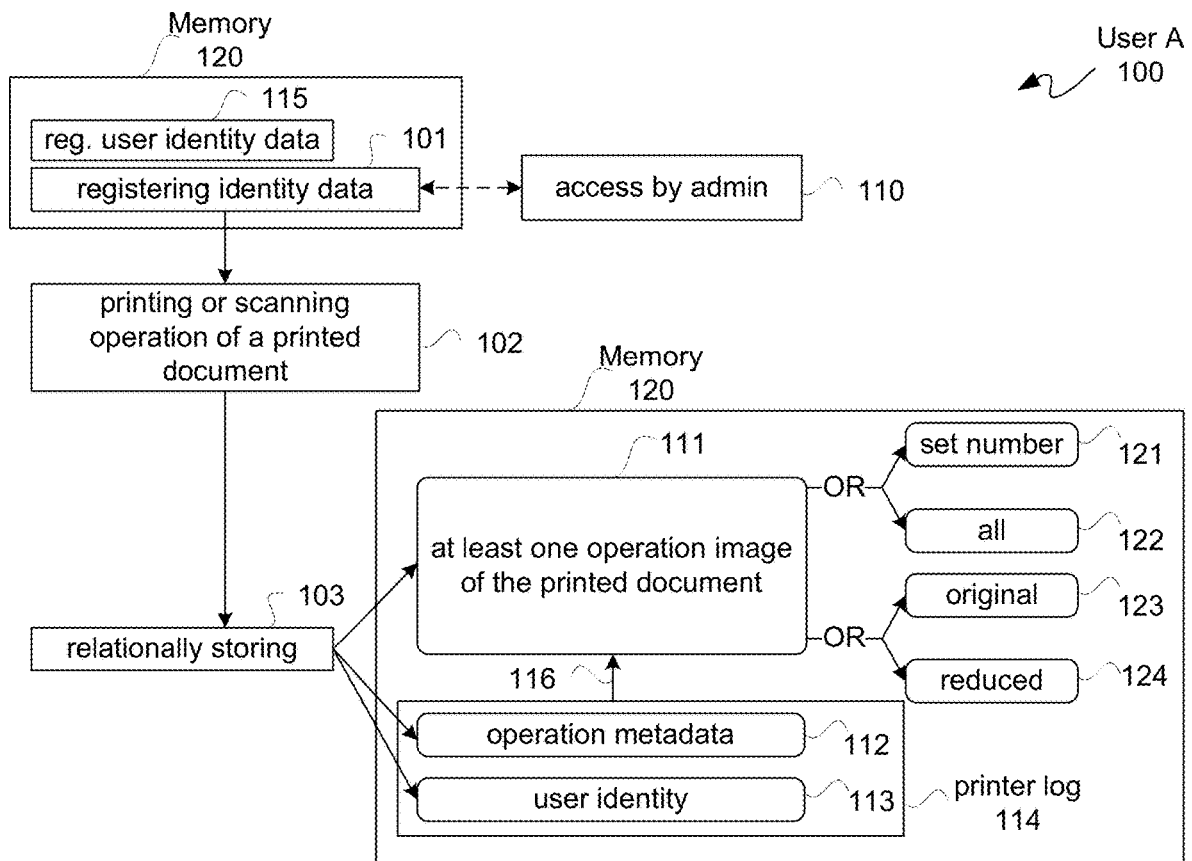 Memory
120
User A
100
115
reg. user identity data
101
registering identity data
access by admin
110
printing or scanning
operation of a printed
document
102
Memory
120
111
set number
121
OR
all
122
at least one operation image
of the printed document
original
123
OR
reduced
124
103
relationally storing
116
operation metadata
112
user identity
113
printer log
114